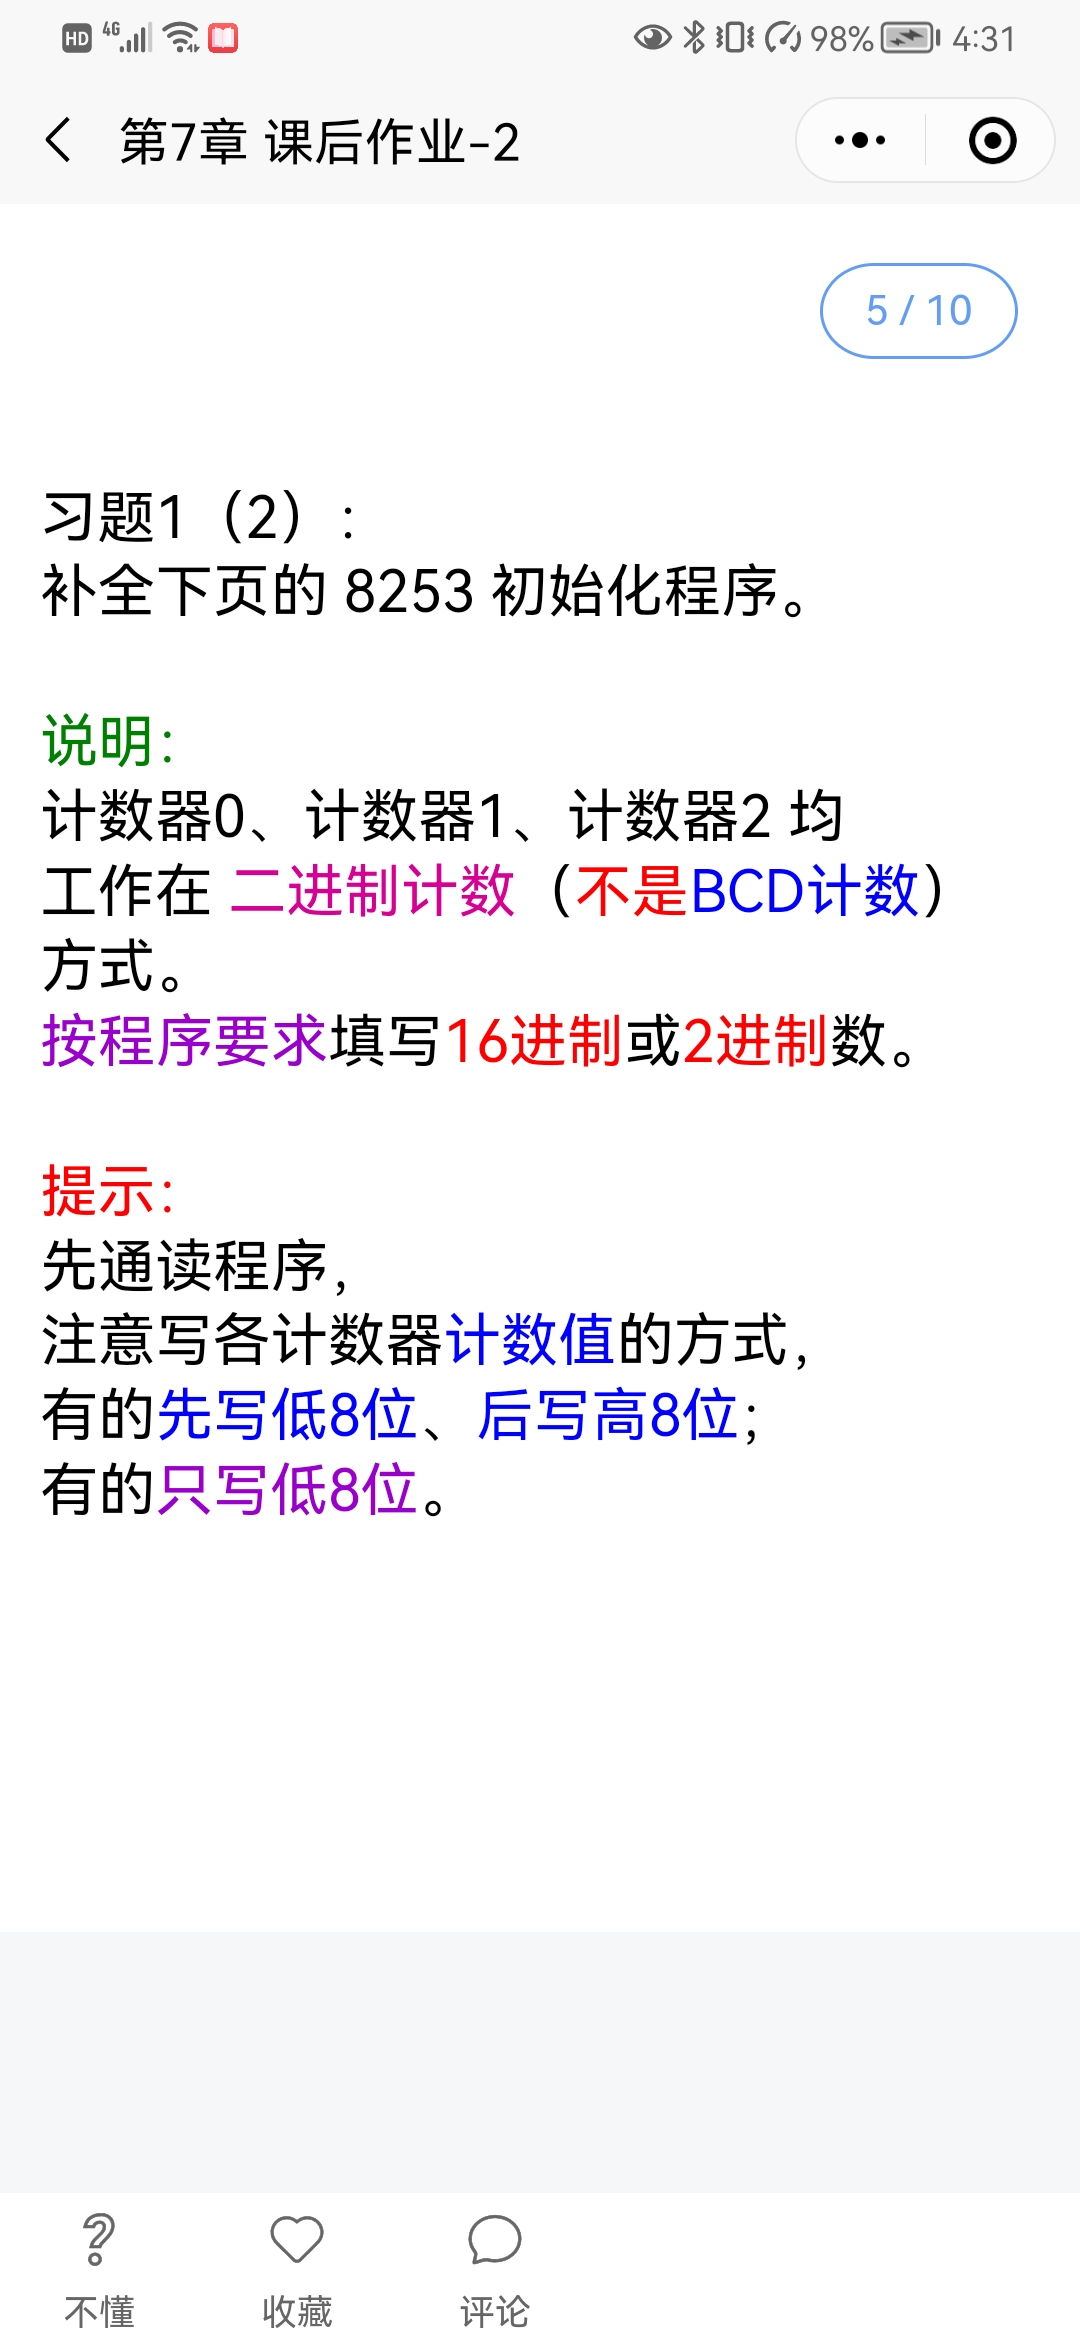 HD 4G 98% 4:31
第7章 课后作业-2
5 / 10
习题1（2）:
补全下页的 8253 初始化程序。
说明:
计数器0、计数器1、计数器2 均
工作在 二进制计数（不是BCD计数）
方式。
按程序要求填写16进制或2进制数。
提示:
先通读程序,
注意写各计数器计数值的方式,
有的先写低8位、后写高8位;
有的只写低8位。
不懂 收藏 评论